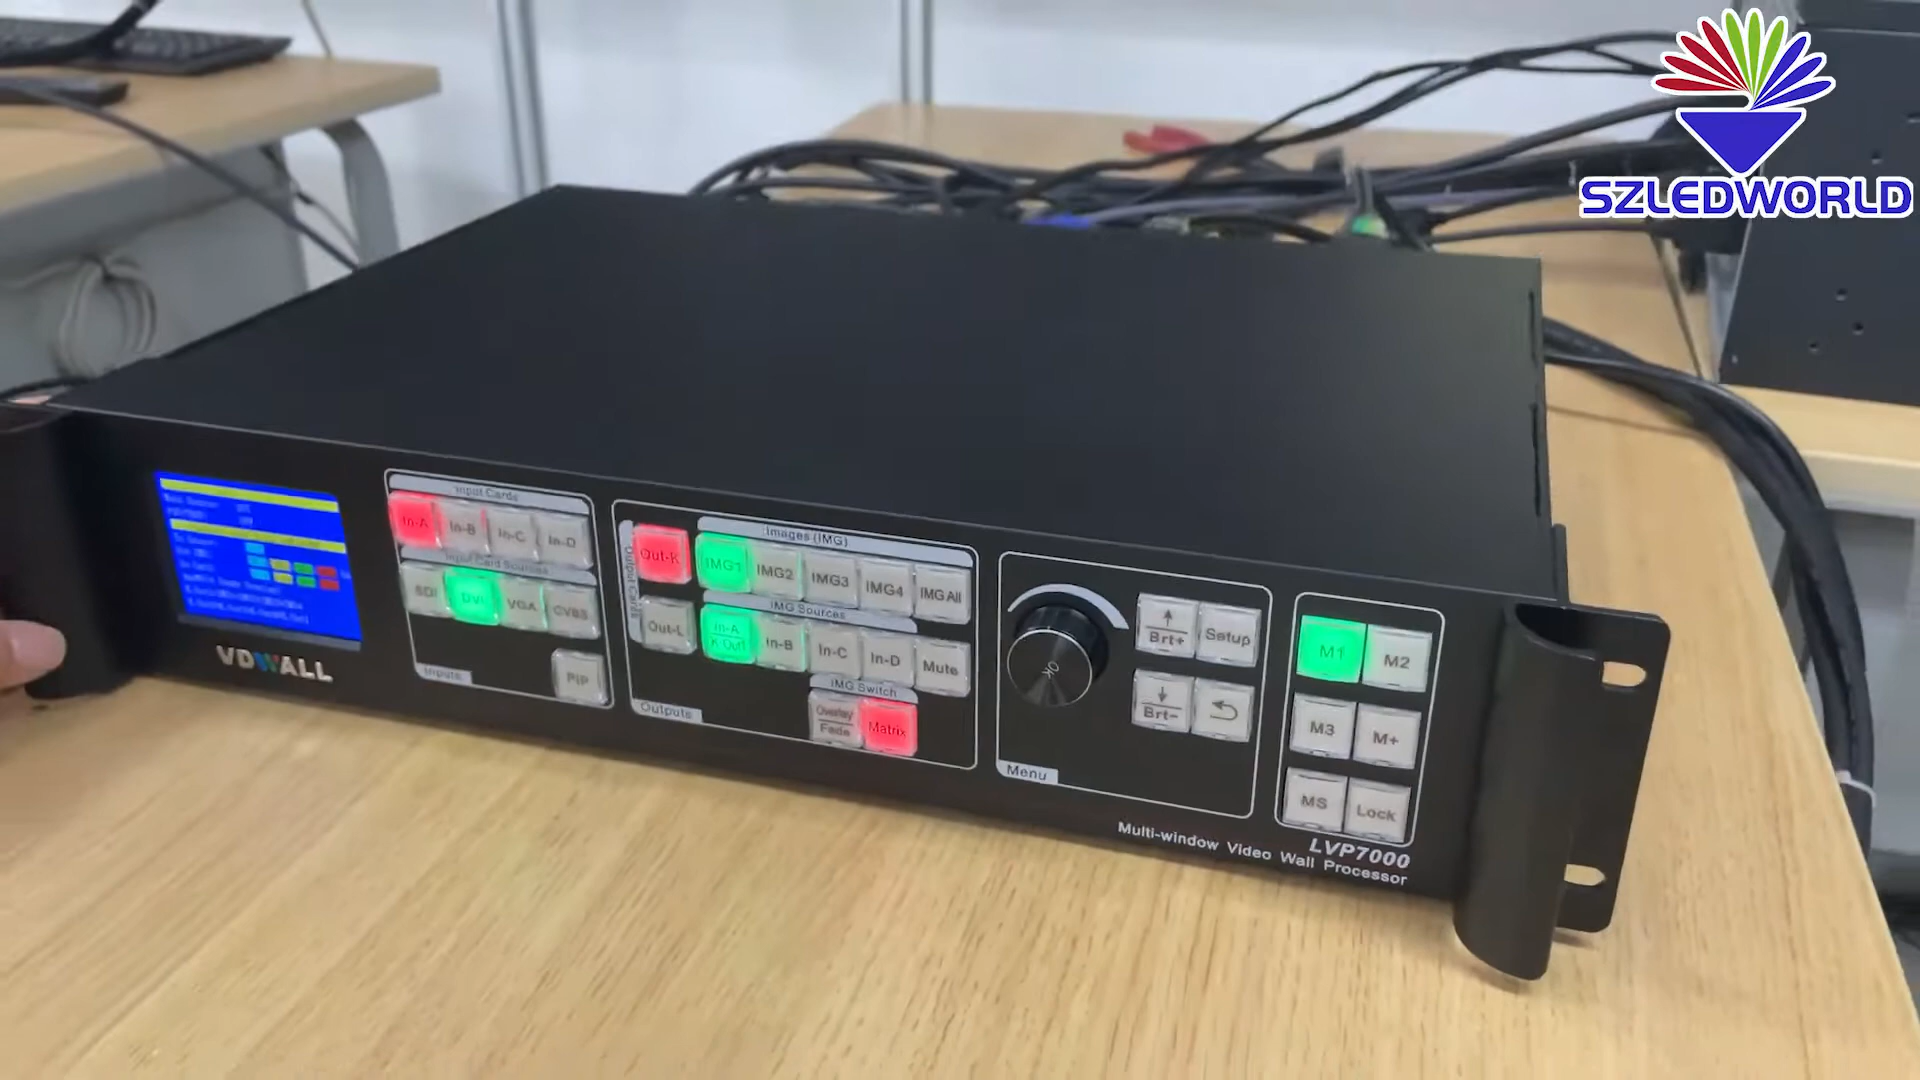 SZLEDWORLD
Input Cards
In-A In-B In-C In-D
Input Card Sources
SDI DVI VGA CVBS
PIP
Inputs
VDWALL
Output Cards
Out-K
Out-L
Images (IMG)
IMG1 IMG2 IMG3 IMG4 IMG All
IMG Sources
In-A
K Out1
In-B In-C In-D Mute
IMG Switch
Overlay
Fade
Matrix
Outputs
OK
Brt+ Setup
Brt-
Menu
M1 M2
M3 M+
MS Lock
LVP7000
Multi-window Video Wall Processor